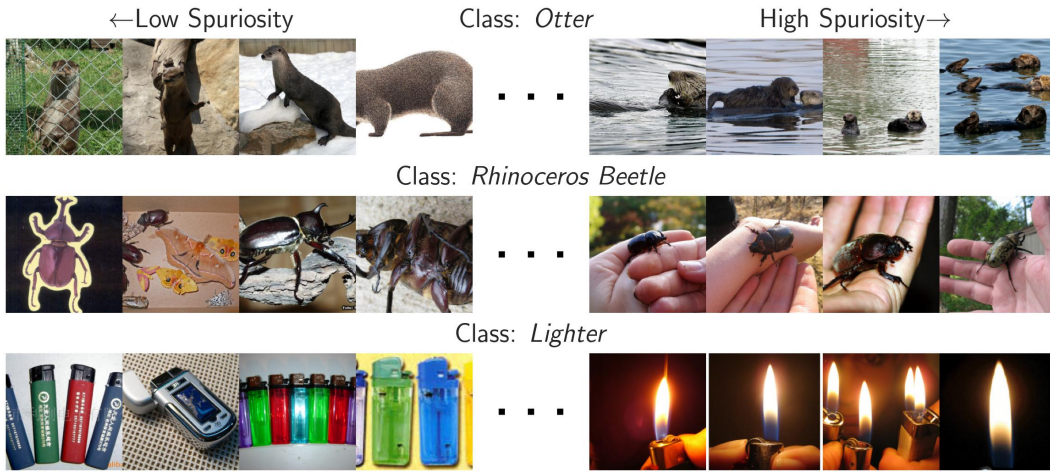 ←Low Spuriosity Class: Otter High Spuriosity→
Class: Rhinoceros Beetle
Class: Lighter